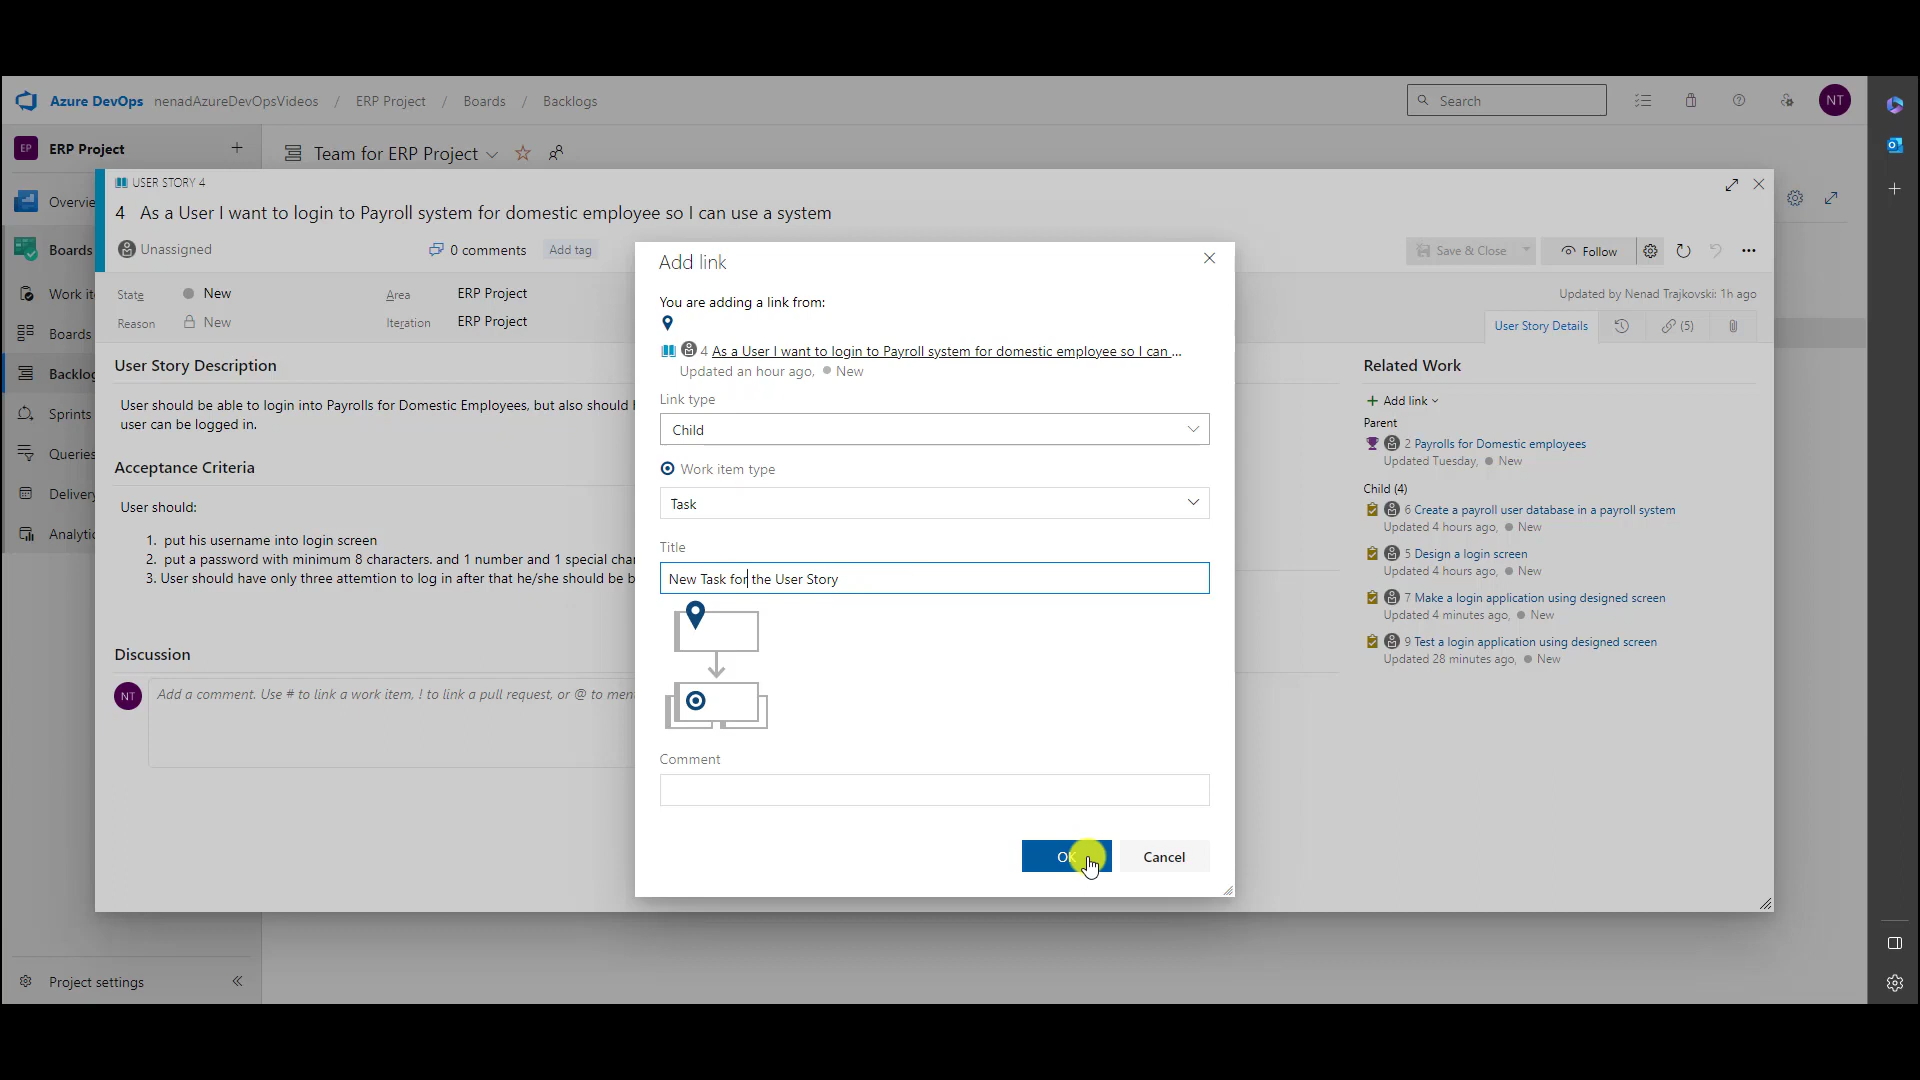 Azure DevOps nenadAzureDevOpsVideos / ERP Project / Boards / Backlogs
Search
NT
EP ERP Project
Team for ERP Project
Overvie
Boards
Work it
Boards
Backlog
Sprints
Queries
Delivery
Analytic
Project settings
USER STORY 4
4 As a User I want to login to Payroll system for domestic employee so I can use a system
Unassigned
0 comments
Add tag
Save & Close
Follow
State New
Area ERP Project
Reason New
Iteration ERP Project
Updated by Nenad Trajkovski: 1h ago
User Story Details
(5)
User Story Description
User should be able to login into Payrolls for Domestic Employees, but also should
user can be logged in.
Acceptance Criteria
User should:
1. put his username into login screen
2. put a password with minimum 8 characters. and 1 number and 1 special cha
3. User should have only three attemtion to log in after that he/she should be b
Discussion
NT
Add a comment. Use # to link a work item, ! to link a pull request, or @ to men
Add link
You are adding a link from:
4 As a User I want to login to Payroll system for domestic employee so I can ...
Updated an hour ago, New
Link type
Child
Work item type
Task
Title
New Task for the User Story
Comment
OK
Cancel
Related Work
Add link
Parent
2 Payrolls for Domestic employees
Updated Tuesday, New
Child (4)
6 Create a payroll user database in a payroll system
Updated 4 hours ago, New
5 Design a login screen
Updated 4 hours ago, New
7 Make a login application using designed screen
Updated 4 minutes ago, New
9 Test a login application using designed screen
Updated 28 minutes ago, New